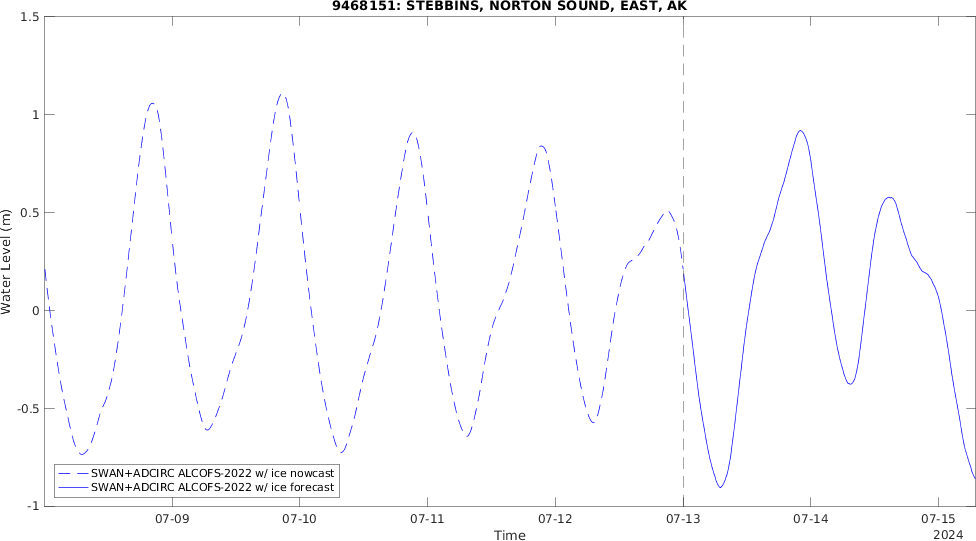 9468151: STEBBINS, NORTON SOUND, EAST, AK
1.5
1
0.5
0
-0.5
-1
Water Level (m)
SWAN+ADCIRC ALCOFS-2022 w/ ice nowcast
SWAN+ADCIRC ALCOFS-2022 w/ ice forecast
07-09 07-10 07-11 07-12 07-13 07-14 07-15
Time
2024